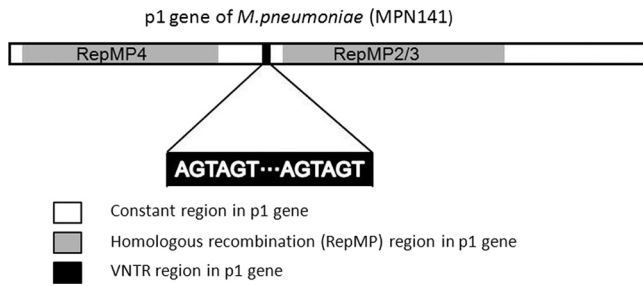 p1 gene of M.pneumoniae (MPN141)
RepMP4 RepMP2/3
AGTAGT···AGTAGT
Constant region in p1 gene
Homologous recombination (RepMP) region in p1 gene
VNTR region in p1 gene